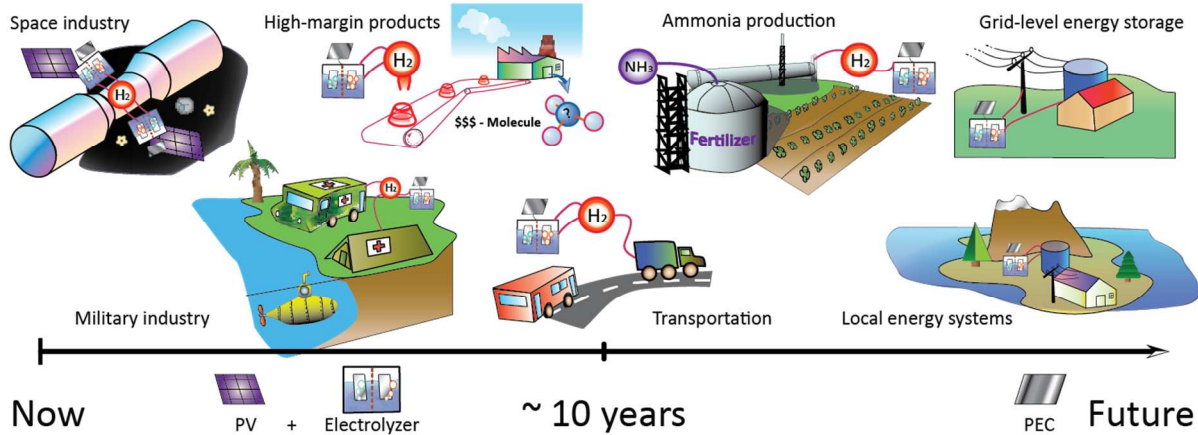 Space industry
High-margin products
Ammonia production
Grid-level energy storage
H₂
H₂
NH₃
H₂
$$$ - Molecule
?
Fertilizer
H₂
H₂
Military industry
Transportation
Local energy systems
Now
PV + Electrolyzer
~ 10 years
PEC
Future